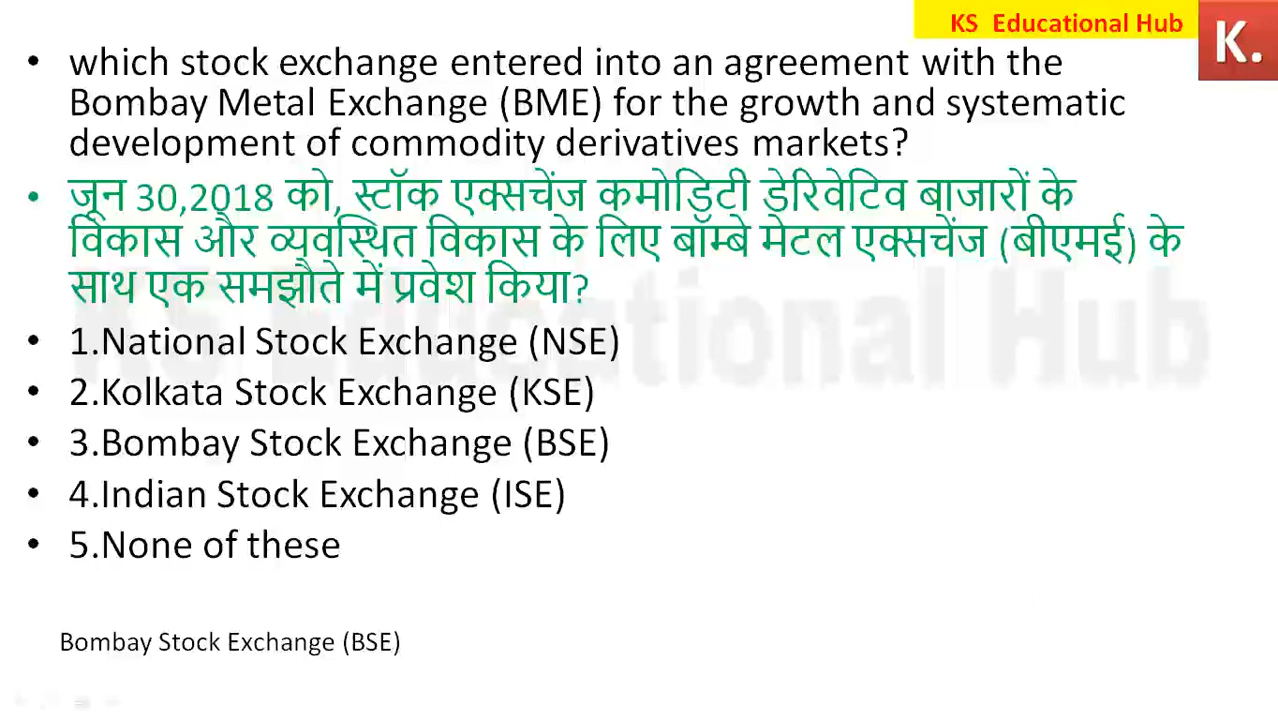 KS Educational Hub
K.
• which stock exchange entered into an agreement with the
Bombay Metal Exchange (BME) for the growth and systematic
development of commodity derivatives markets?
• जून 30,2018 को, स्टॉक एक्सचेंज कमोडिटी डेरिवेटिव बाजारों के
विकास और व्यवस्थित विकास के लिए बॉम्बे मेटल एक्सचेंज (बीएमई) के
साथ एक समझौते में प्रवेश किया?
KS Educational Hub
• 1.National Stock Exchange (NSE)
• 2.Kolkata Stock Exchange (KSE)
• 3.Bombay Stock Exchange (BSE)
• 4.Indian Stock Exchange (ISE)
• 5.None of these
Bombay Stock Exchange (BSE)